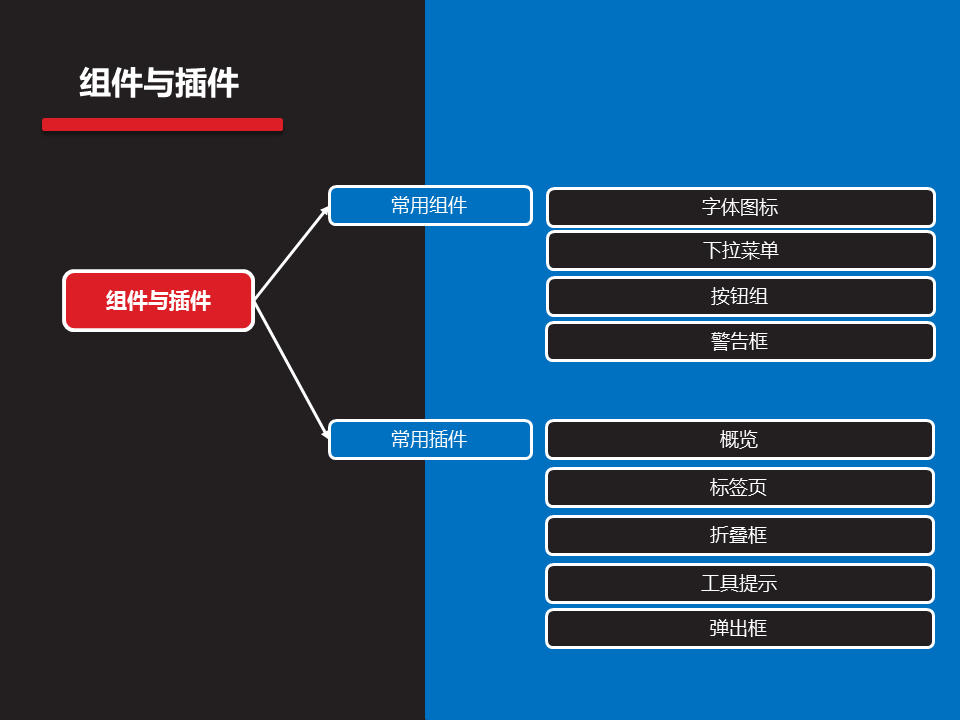 组件与插件
组件与插件
常用组件
字体图标
下拉菜单
按钮组
警告框
常用插件
概览
标签页
折叠框
工具提示
弹出框